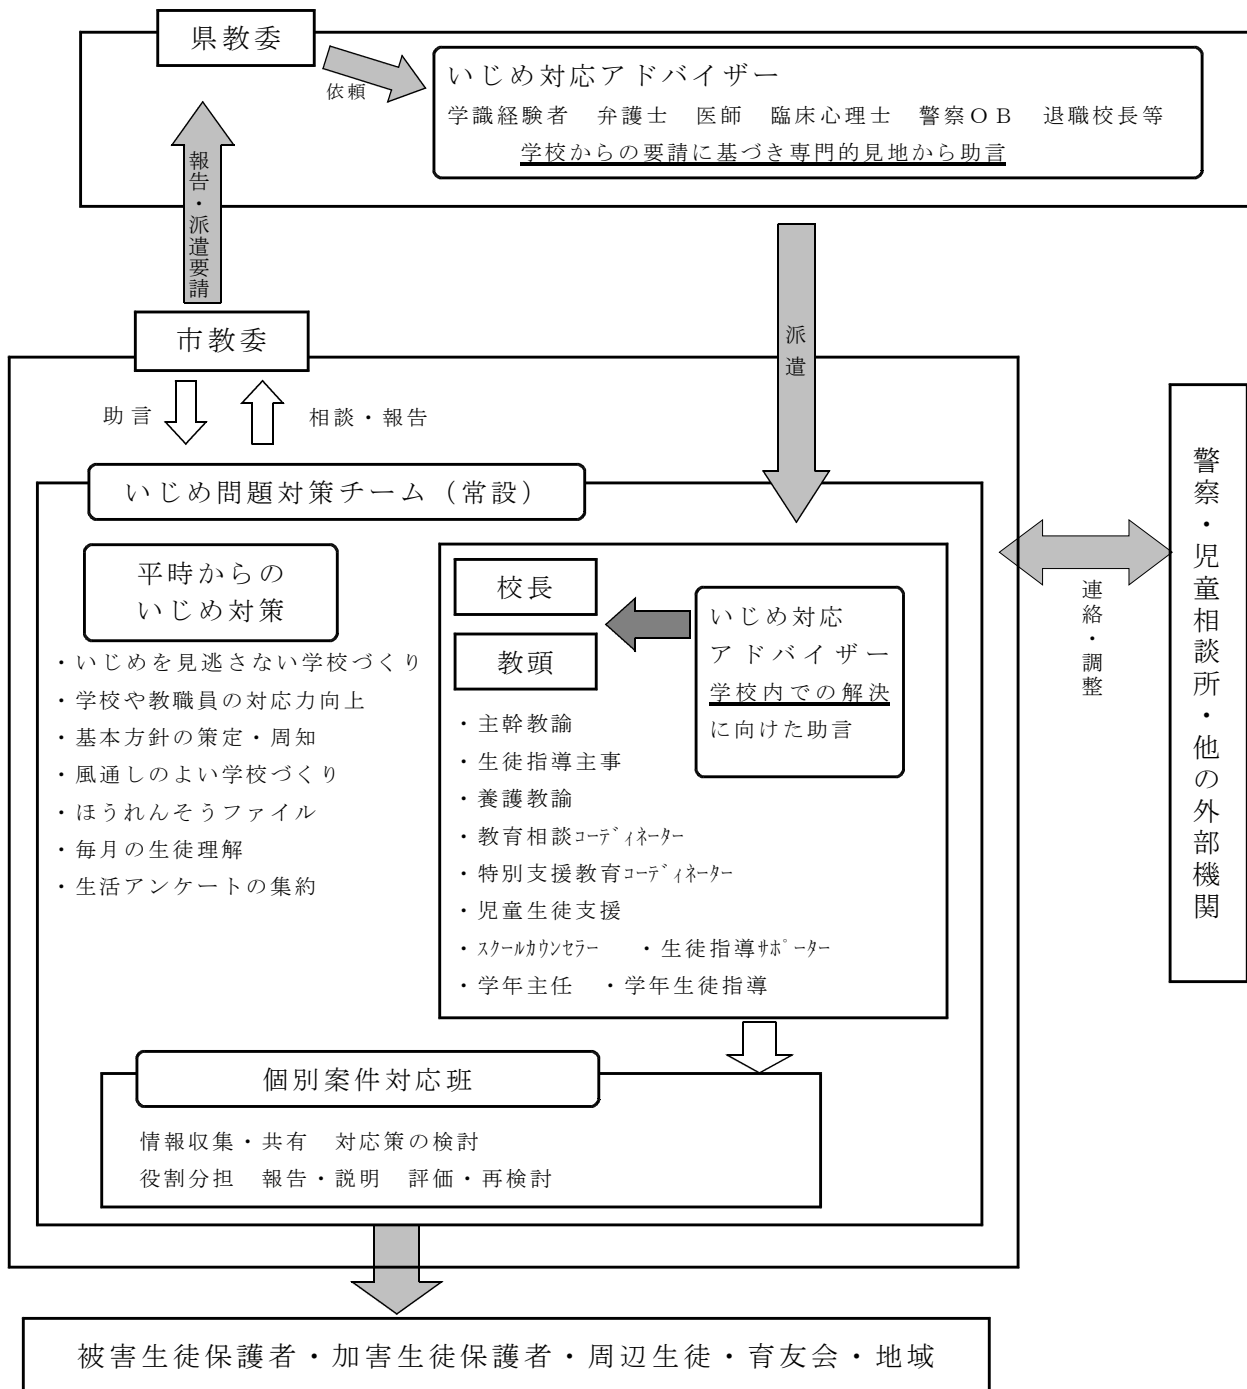 県教委
依頼
いじめ対応アドバイザー
学識経験者　弁護士　医師　臨床心理士　警察ＯＢ　退職校長等
学校からの要請に基づき専門的見地から助言
報告・派遣要請
派遣
市教委
助言
相談・報告
いじめ問題対策チーム（常設）
平時からの
いじめ対策
・いじめを見逃さない学校づくり
・学校や教職員の対応力向上
・基本方針の策定・周知
・風通しのよい学校づくり
・ほうれんそうファイル
・毎月の生徒理解
・生活アンケートの集約
校長
教頭
いじめ対応
アドバイザー
学校内での解決
に向けた助言
・主幹教諭
・生徒指導主事
・養護教諭
・教育相談ｺｰﾃﾞｨﾈｰﾀｰ
・特別支援教育ｺｰﾃﾞｨﾈｰﾀｰ
・児童生徒支援
・ｽｸｰﾙｶｳﾝｾﾗｰ　・生徒指導ｻﾎﾟｰﾀｰ
・学年主任　・学年生徒指導
連絡・調整
警察・児童相談所・他の外部機関
個別案件対応班
情報収集・共有　対応策の検討
役割分担　報告・説明　評価・再検討
被害生徒保護者・加害生徒保護者・周辺生徒・育友会・地域